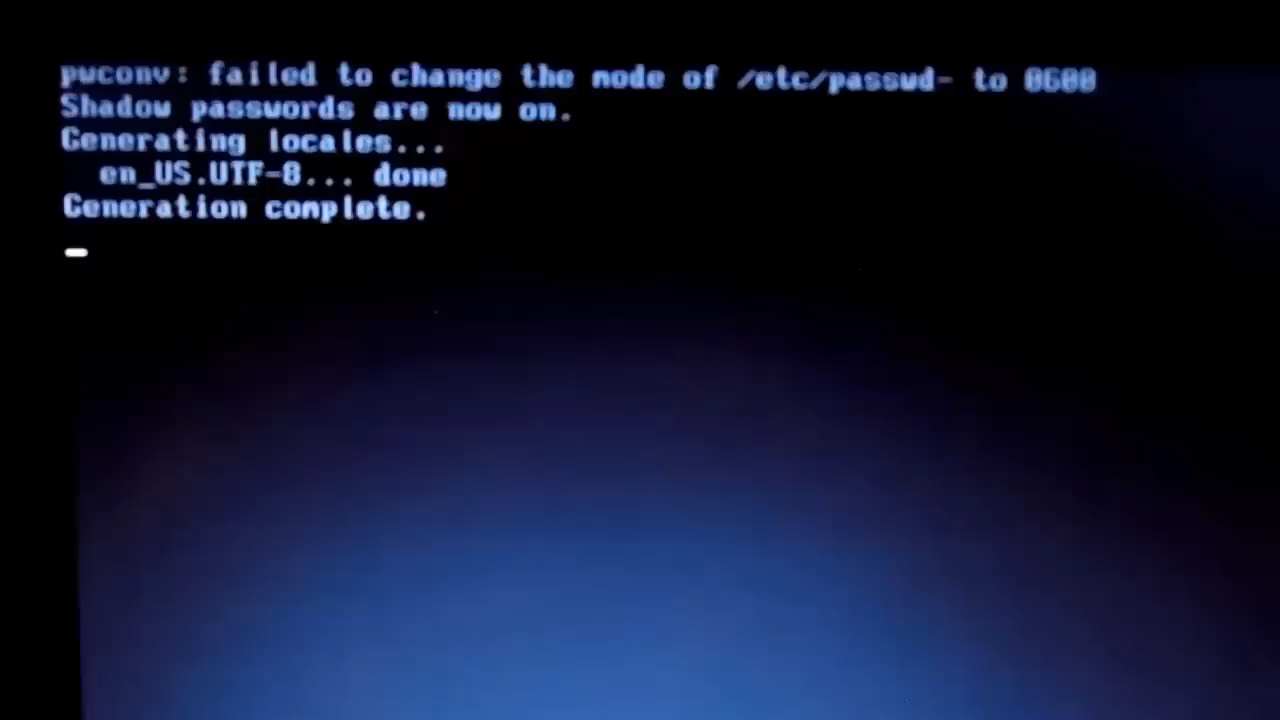 pwconv: failed to change the mode of /etc/passwd- to 0600
Shadow passwords are now on.
Generating locales...
  en_US.UTF-8... done
Generation complete.